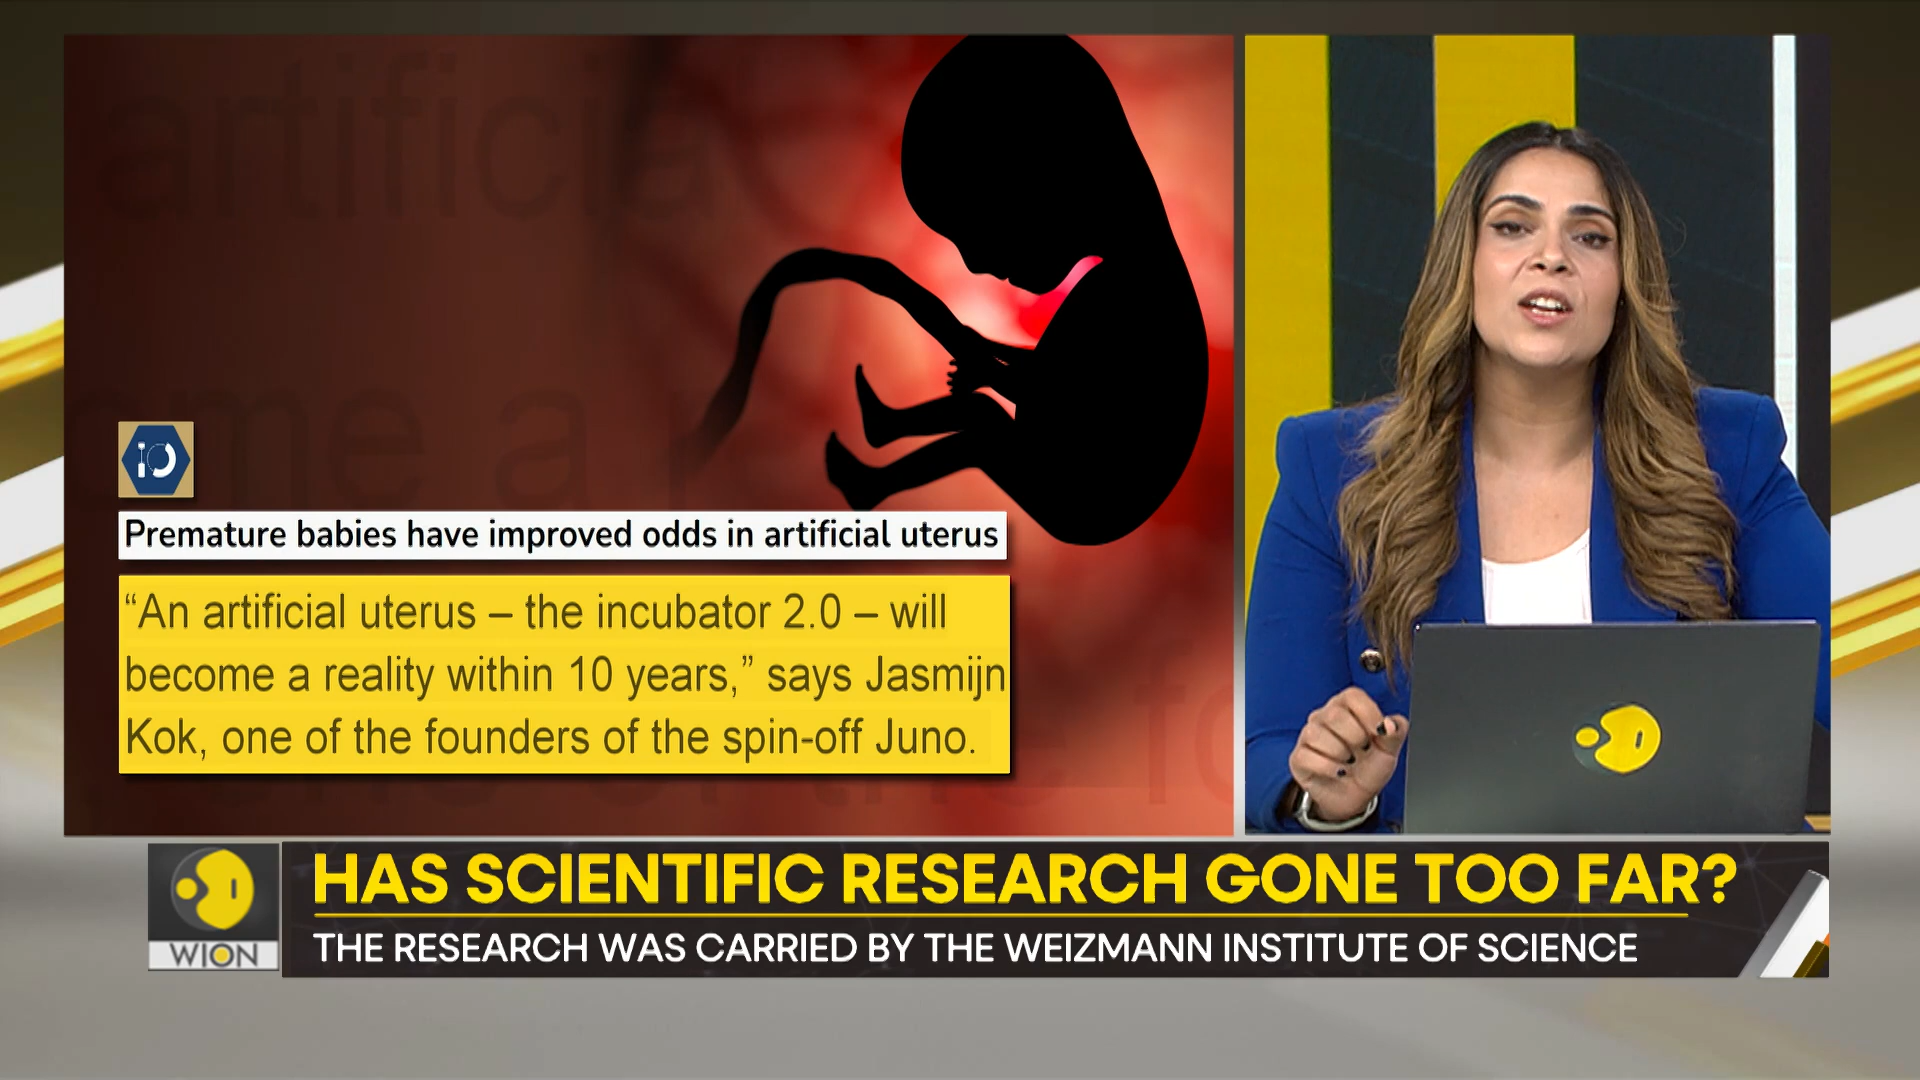 artificia
ome a r
Premature babies have improved odds in artificial uterus
“An artificial uterus – the incubator 2.0 – will
become a reality within 10 years,” says Jasmijn
Kok, one of the founders of the spin-off Juno.
HAS SCIENTIFIC RESEARCH GONE TOO FAR?
WION
THE RESEARCH WAS CARRIED BY THE WEIZMANN INSTITUTE OF SCIENCE